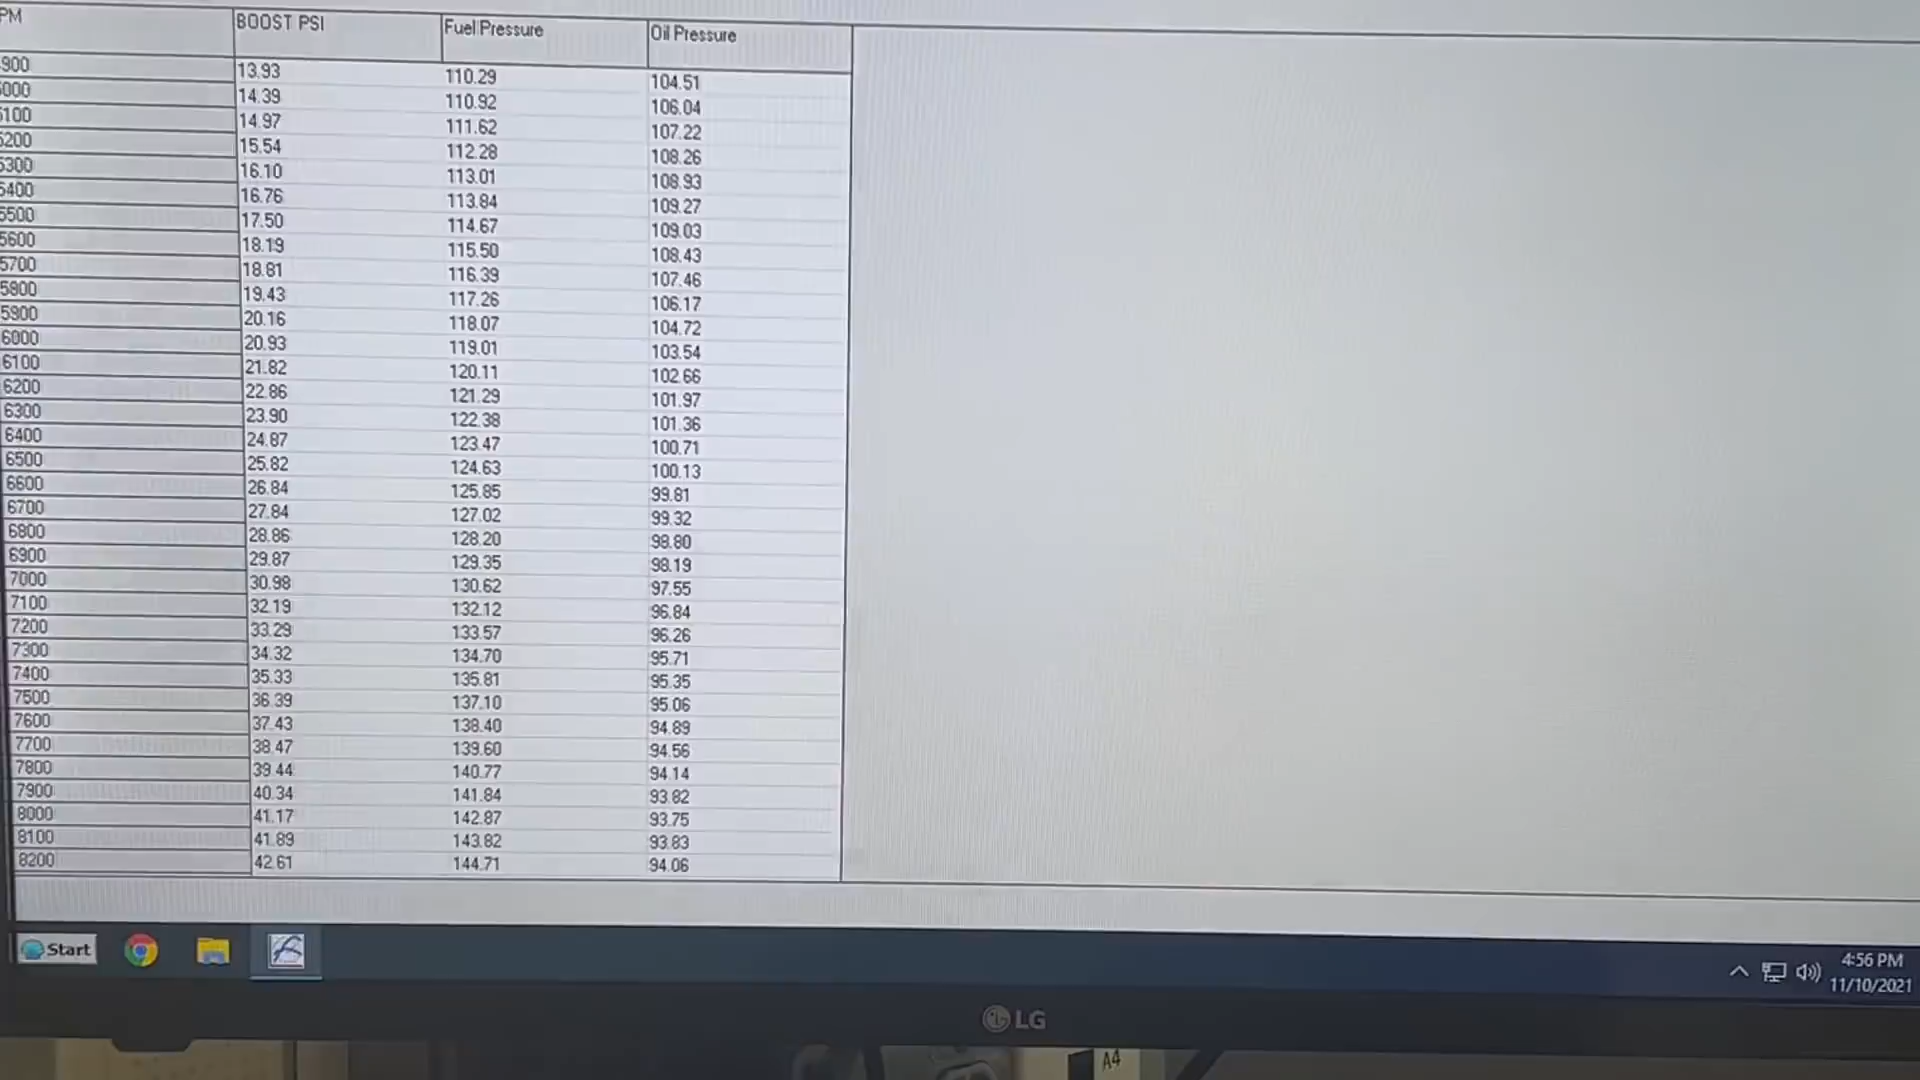 PM BOOST PSI Fuel Pressure Oil Pressure
900 13.93 110.29 104.51
000 14.39 110.92 106.04
5100 14.97 111.62 107.22
5200 15.54 112.28 108.26
5300 16.10 113.01 108.93
5400 16.76 113.84 109.27
5500 17.50 114.67 109.03
5600 18.19 115.50 108.43
5700 18.81 116.39 107.46
5800 19.43 117.26 106.17
5900 20.16 118.07 104.72
6000 20.93 119.01 103.54
6100 21.82 120.11 102.66
6200 22.86 121.29 101.97
6300 23.90 122.38 101.36
6400 24.87 123.47 100.71
6500 25.82 124.63 100.13
6600 26.84 125.85 99.81
6700 27.84 127.02 99.32
6800 28.86 128.20 98.80
6900 29.87 129.35 98.19
7000 30.98 130.62 97.55
7100 32.19 132.12 96.84
7200 33.29 133.57 96.26
7300 34.32 134.70 95.71
7400 35.33 135.81 95.35
7500 36.39 137.10 95.06
7600 37.43 138.40 94.89
7700 38.47 139.60 94.56
7800 39.44 140.77 94.14
7900 40.34 141.84 93.82
8000 41.17 142.87 93.75
8100 41.89 143.82 93.83
8200 42.61 144.71 94.06
Start
4:56 PM
11/10/2021
LG
A4